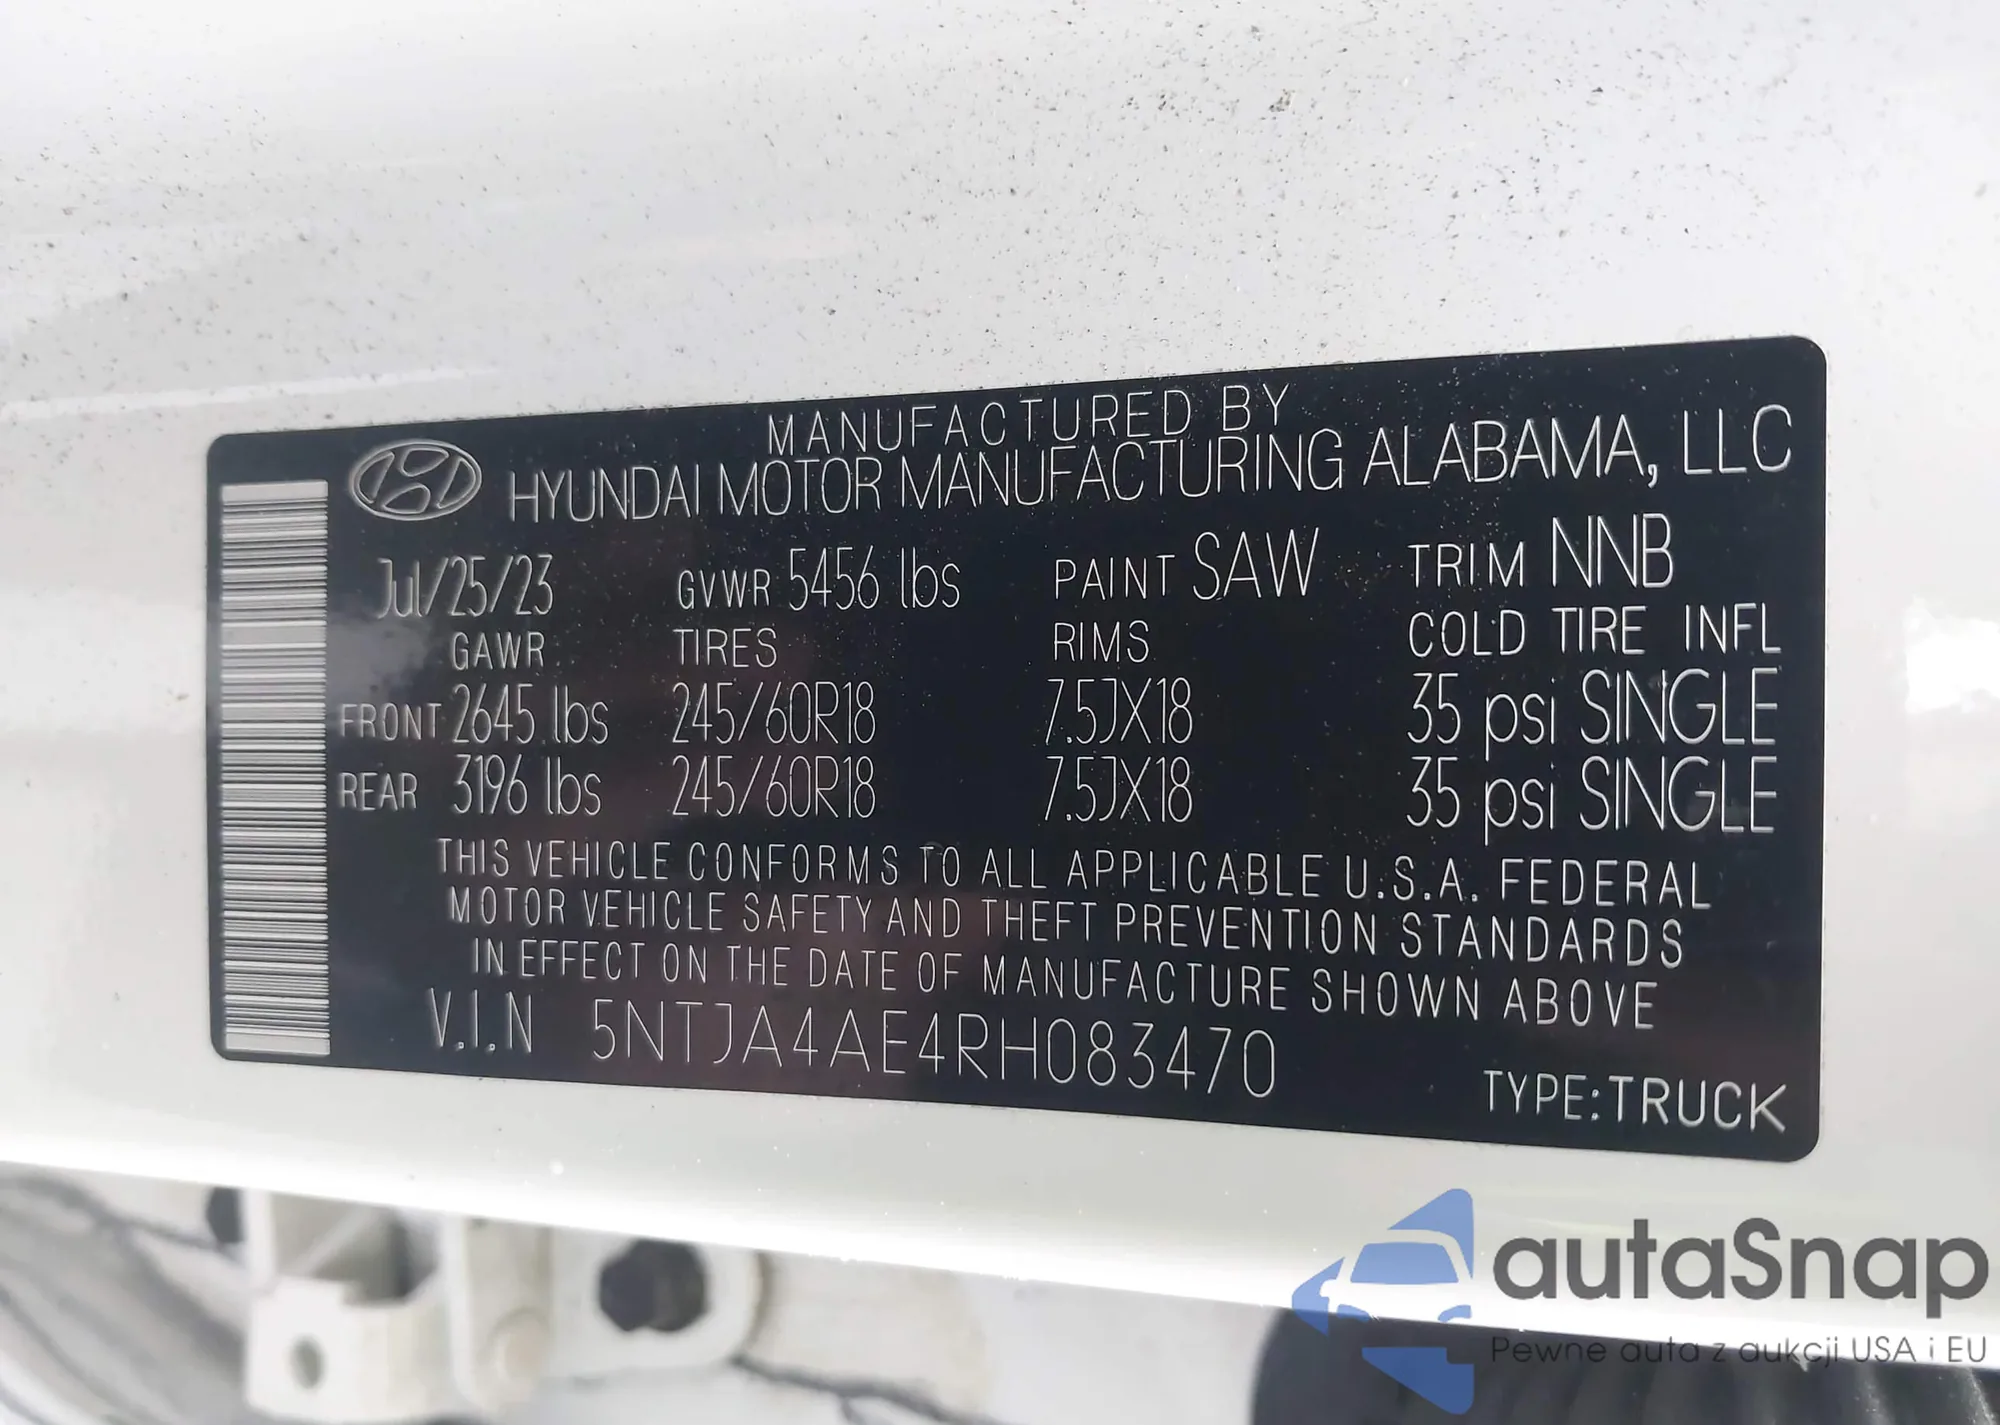 MANUFACTURED BY
HYUNDAI MOTOR MANUFACTURING ALABAMA, LLC
Jul/25/23 GVWR 5456 lbs PAINT SAW TRIM NNB
GAWR TIRES RIMS COLD TIRE INFL
FRONT 2645 lbs 245/60R18 7.5JX18 35 psi SINGLE
REAR 3196 lbs 245/60R18 7.5JX18 35 psi SINGLE
THIS VEHICLE CONFORMS TO ALL APPLICABLE U.S.A. FEDERAL
MOTOR VEHICLE SAFETY AND THEFT PREVENTION STANDARDS
IN EFFECT ON THE DATE OF MANUFACTURE SHOWN ABOVE
V.I.N 5NTJA4AE4RH083470
TYPE:TRUCK
autaSnap
Pewne auta z aukcji USA i EU